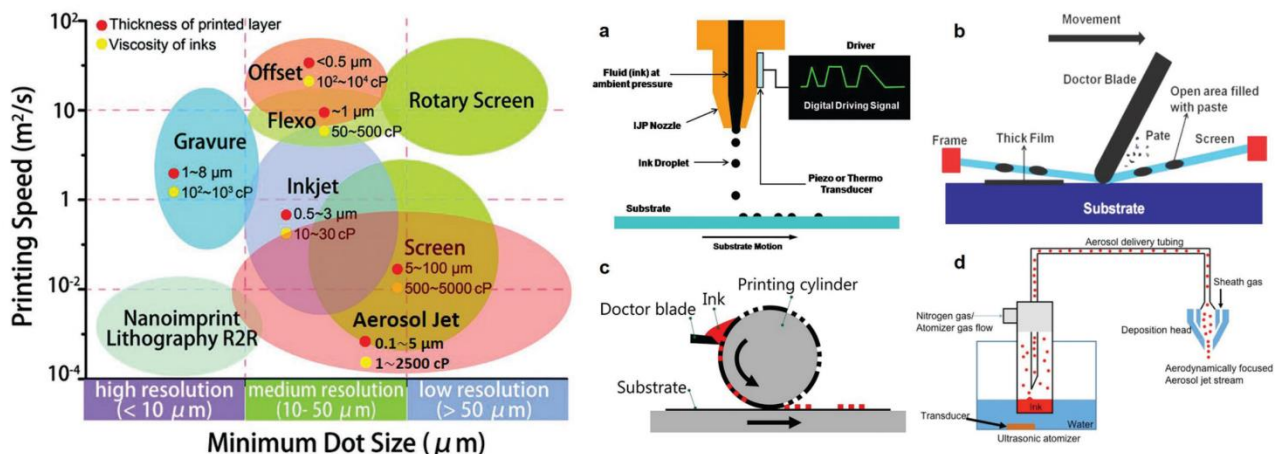 Thickness of printed layer
Viscosity of inks
Printing Speed (m²/s)
10²
10
1
10⁻²
10⁻⁴
Offset
<0.5 μm
10²~10⁴ cP
Flexo
~1 μm
50~500 cP
Rotary Screen
Gravure
1~8 μm
10²~10³ cP
Inkjet
0.5~3 μm
10~30 cP
Screen
5~100 μm
500~5000 cP
Nanoimprint
Lithography R2R
Aerosol Jet
0.1~5 μm
1~2500 cP
high resolution
(< 10 μm)
medium resolution
(10- 50 μm)
low resolution
(> 50 μm)
Minimum Dot Size (μm)
a
Fluid (ink) at
ambient pressure
Driver
Digital Driving Signal
IJP Nozzle
Ink Droplet
Piezo or Thermo
Transducer
Substrate
Substrate Motion
b
Movement
Doctor Blade
Open area filled
with paste
Frame
Thick Film
Pate
Screen
Substrate
c
Ink
Printing cylinder
Doctor blade
Substrate
d
Aerosol delivery tubing
Sheath gas
Nitrogen gas/
Atomizer gas flow
Deposition head
Aerodynamically focused
Aerosol jet stream
Ink
Transducer
Water
Ultrasonic atomizer